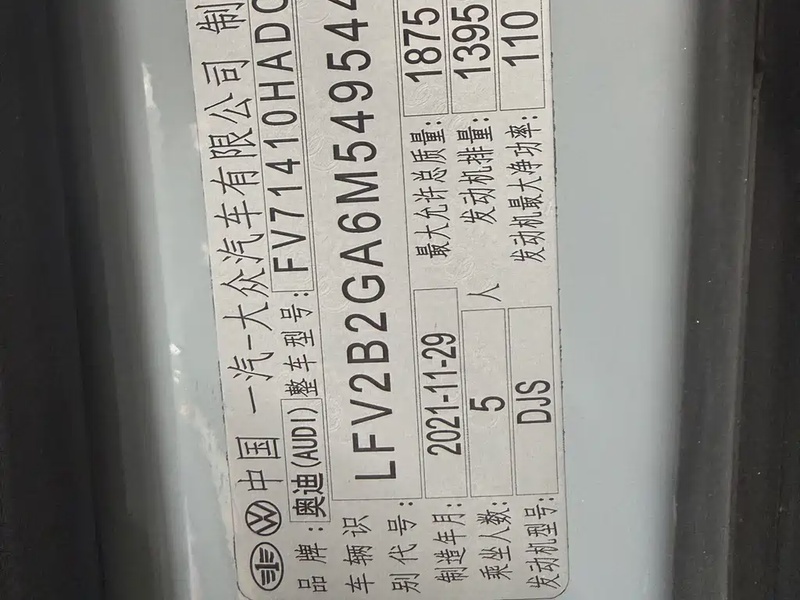 中国 一汽-大众汽车有限公司 制
品牌: 奥迪(AUDI) 整车型号: FV71410HADC
车辆识别代号: LFV2B2GA6M549544
制造年月: 2021-11-29 最大允许总质量: 1875
乘坐人数: 5 人 发动机排量: 1395
发动机型号: DJS 发动机最大净功率: 110